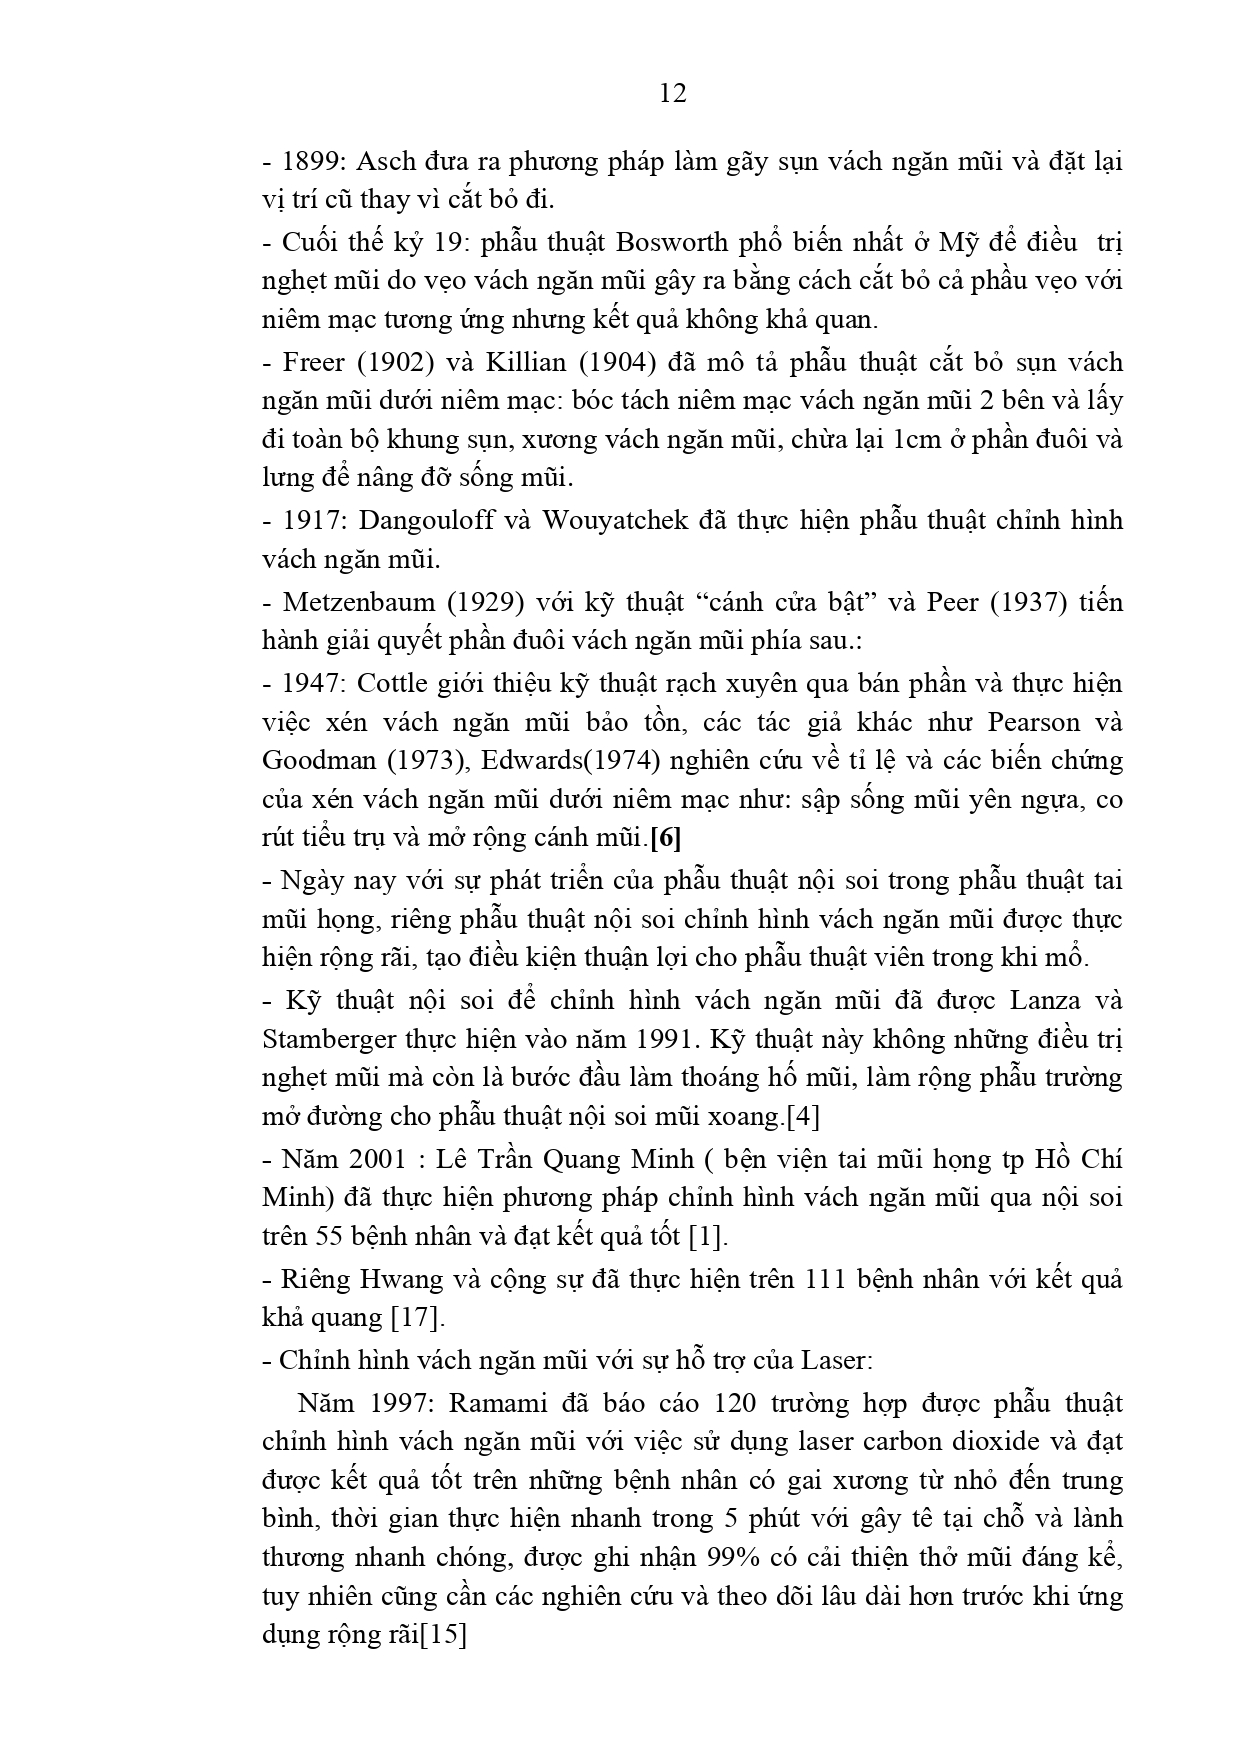 12
- 1899: Asch đưa ra phương pháp làm gãy sụn vách ngăn mũi và đặt lại
vị trí cũ thay vì cắt bỏ đi.
- Cuối thế kỷ 19: phẫu thuật Bosworth phổ biến nhất ở Mỹ để điều trị
nghẹt mũi do vẹo vách ngăn mũi gây ra bằng cách cắt bỏ cả phầu vẹo với
niêm mạc tương ứng nhưng kết quả không khả quan.
- Freer (1902) và Killian (1904) đã mô tả phẫu thuật cắt bỏ sụn vách
ngăn mũi dưới niêm mạc: bóc tách niêm mạc vách ngăn mũi 2 bên và lấy
đi toàn bộ khung sụn, xương vách ngăn mũi, chừa lại 1cm ở phần đuôi và
lưng để nâng đỡ sống mũi.
- 1917: Dangouloff và Wouyatchek đã thực hiện phẫu thuật chỉnh hình
vách ngăn mũi.
- Metzenbaum (1929) với kỹ thuật “cánh cửa bật” và Peer (1937) tiến
hành giải quyết phần đuôi vách ngăn mũi phía sau.:
- 1947: Cottle giới thiệu kỹ thuật rạch xuyên qua bán phần và thực hiện
việc xén vách ngăn mũi bảo tồn, các tác giả khác như Pearson và
Goodman (1973), Edwards(1974) nghiên cứu về tỉ lệ và các biến chứng
của xén vách ngăn mũi dưới niêm mạc như: sập sống mũi yên ngựa, co
rút tiểu trụ và mở rộng cánh mũi.[6]
- Ngày nay với sự phát triển của phẫu thuật nội soi trong phẫu thuật tai
mũi họng, riêng phẫu thuật nội soi chỉnh hình vách ngăn mũi được thực
hiện rộng rãi, tạo điều kiện thuận lợi cho phẫu thuật viên trong khi mổ.
- Kỹ thuật nội soi để chỉnh hình vách ngăn mũi đã được Lanza và
Stamberger thực hiện vào năm 1991. Kỹ thuật này không những điều trị
nghẹt mũi mà còn là bước đầu làm thoáng hố mũi, làm rộng phẫu trường
mở đường cho phẫu thuật nội soi mũi xoang.[4]
- Năm 2001 : Lê Trần Quang Minh ( bện viện tai mũi họng tp Hồ Chí
Minh) đã thực hiện phương pháp chỉnh hình vách ngăn mũi qua nội soi
trên 55 bệnh nhân và đạt kết quả tốt [1].
- Riêng Hwang và cộng sự đã thực hiện trên 111 bệnh nhân với kết quả
khả quang [17].
- Chỉnh hình vách ngăn mũi với sự hỗ trợ của Laser:
Năm 1997: Ramami đã báo cáo 120 trường hợp được phẫu thuật
chỉnh hình vách ngăn mũi với việc sử dụng laser carbon dioxide và đạt
được kết quả tốt trên những bệnh nhân có gai xương từ nhỏ đến trung
bình, thời gian thực hiện nhanh trong 5 phút với gây tê tại chỗ và lành
thương nhanh chóng, được ghi nhận 99% có cải thiện thở mũi đáng kể,
tuy nhiên cũng cần các nghiên cứu và theo dõi lâu dài hơn trước khi ứng
dụng rộng rãi[15]